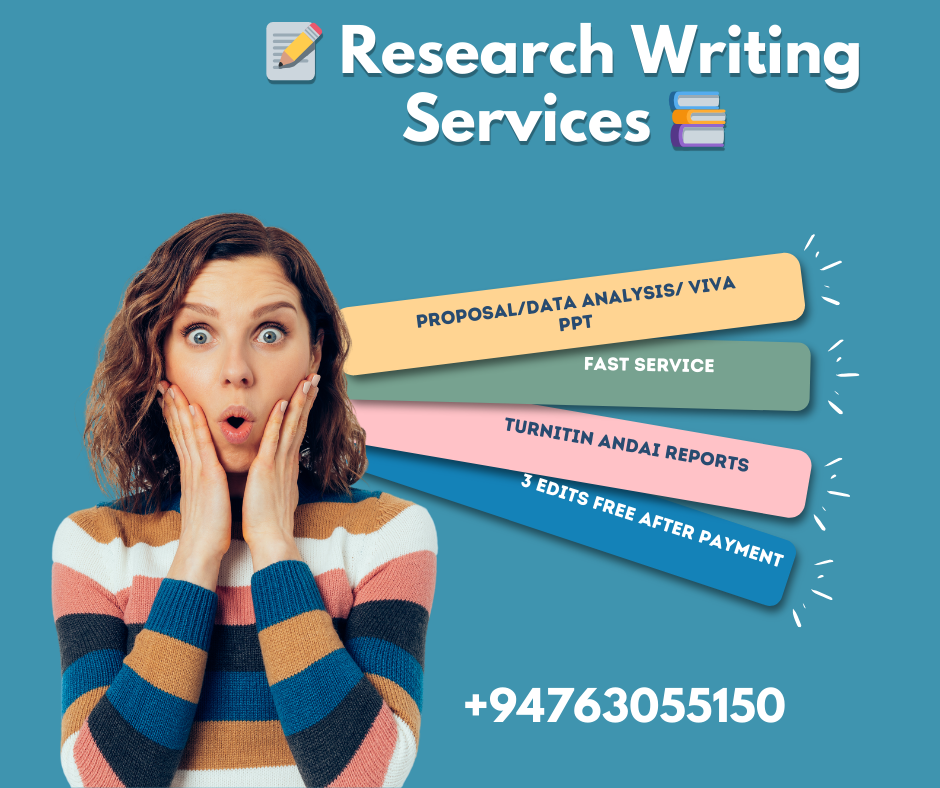 📝 Research Writing
Services 📚
PROPOSAL/DATA ANALYSIS/ VIVA
PPT
FAST SERVICE
TURNITIN ANDAI REPORTS
3 EDITS FREE AFTER PAYMENT
+94763055150